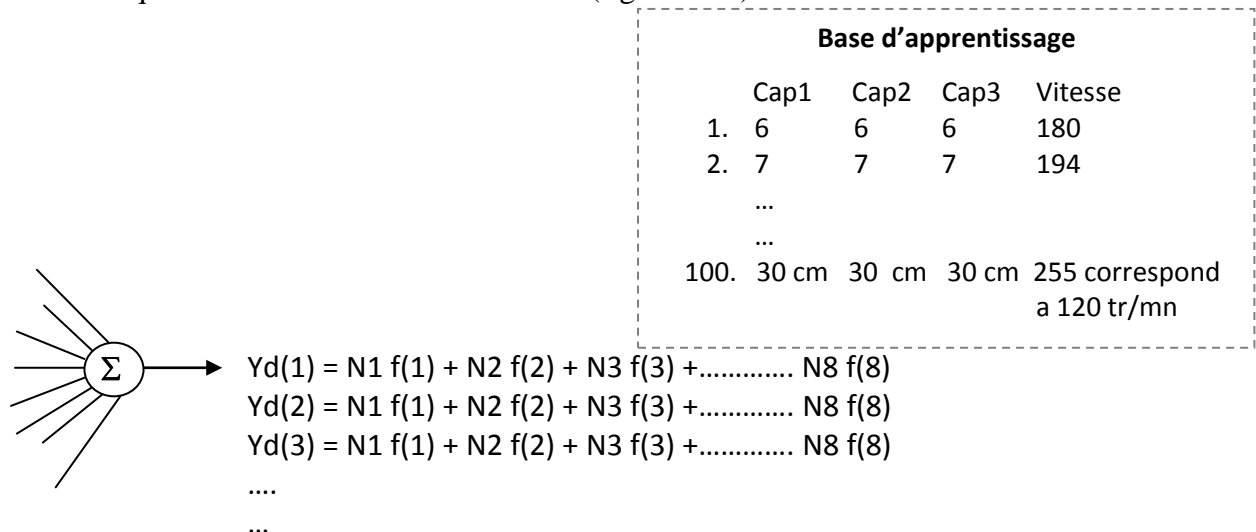 Base d’apprentissage
Cap1 Cap2 Cap3 Vitesse
1. 6 6 6 180
2. 7 7 7 194
…
…
100. 30 cm 30 cm 30 cm 255 correspond
a 120 tr/mn
Σ
Yd(1) = N1 f(1) + N2 f(2) + N3 f(3) +…………. N8 f(8)
Yd(2) = N1 f(1) + N2 f(2) + N3 f(3) +…………. N8 f(8)
Yd(3) = N1 f(1) + N2 f(2) + N3 f(3) +…………. N8 f(8)
….
…